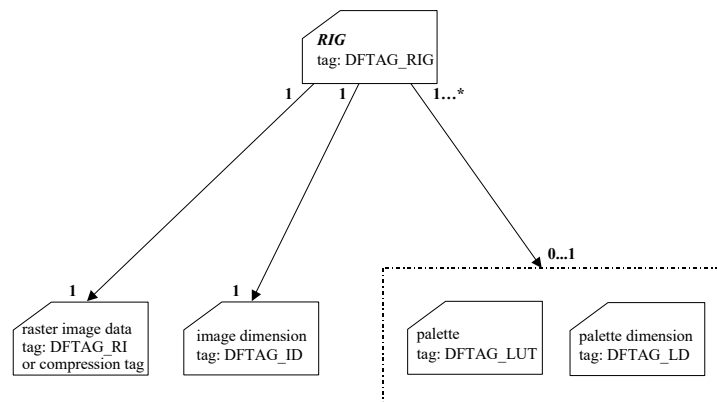 RIG
tag: DFTAG_RIG
1
1
1…*
0...1
1
1
raster image data
tag: DFTAG_RI
or compression tag
image dimension
tag: DFTAG_ID
palette
tag: DFTAG_LUT
palette dimension
tag: DFTAG_LD